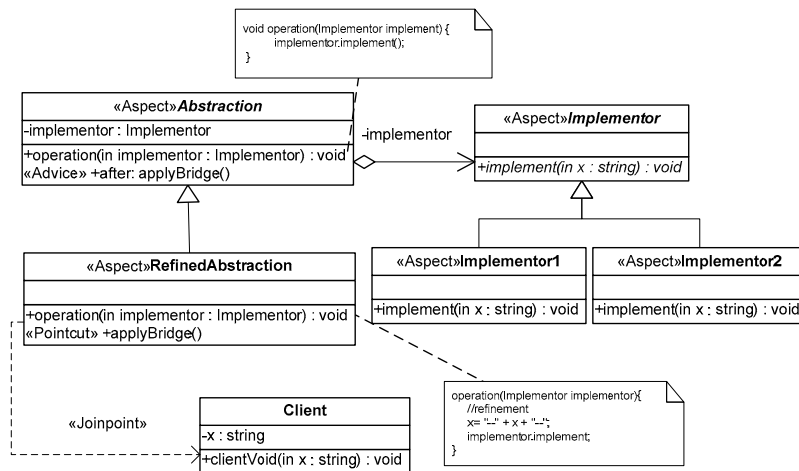 void operation(Implementor implement) {
implementor.implement();
}
«Aspect»Abstraction
-implementor : Implementor
+operation(in implementor : Implementor) : void
«Advice» +after: applyBridge()
-implementor
«Aspect»Implementor
+implement(in x : string) : void
«Aspect»RefinedAbstraction
+operation(in implementor : Implementor) : void
«Pointcut» +applyBridge()
«Aspect»Implementor1
+implement(in x : string) : void
«Aspect»Implementor2
+implement(in x : string) : void
«Joinpoint»
Client
-x : string
+clientVoid(in x : string) : void
operation(Implementor implementor){
//refinement
x= "--" + x + "--";
implementor.implement;
}